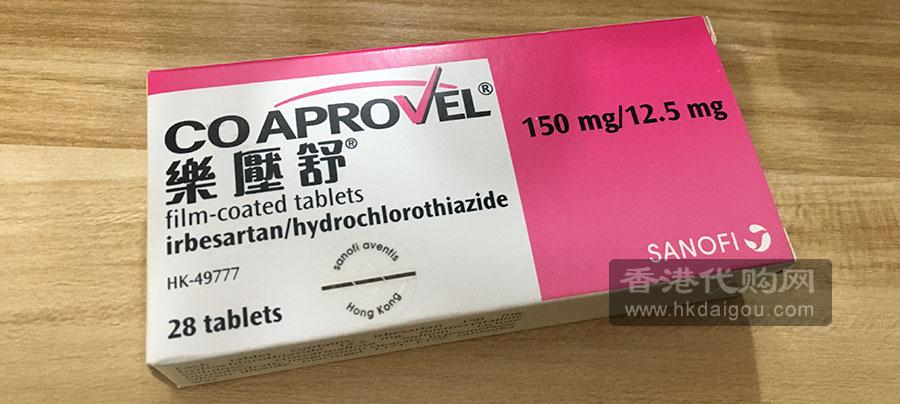 COAPROVEL®
樂壓舒®
film-coated tablets
irbesartan/hydrochlorothiazide
HK-49777
28 tablets
sanofi aventis
Hong Kong
150 mg/12.5 mg
SANOFI
香港代购网
www.hkdaigou.com